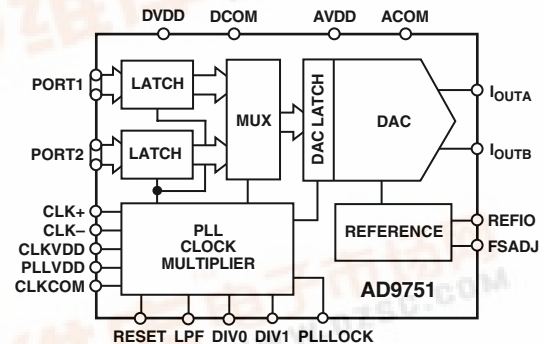 DVDD DCOM AVDD ACOM
PORT1
LATCH
MUX
DAC LATCH
DAC
IOUTA
IOUTB
PORT2
LATCH
CLK+
CLK–
CLKVDD
PLLVDD
CLKCOM
PLL
CLOCK
MULTIPLIER
REFERENCE
REFIO
FSADJ
AD9751
RESET LPF DIV0 DIV1 PLLLOCK